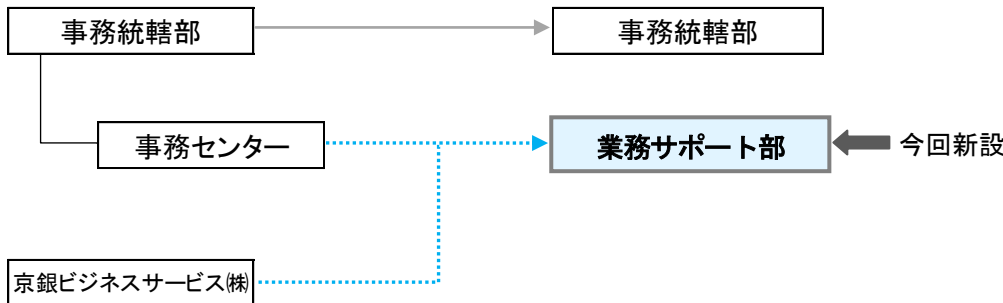 事務統轄部
事務統轄部
事務センター
業務サポート部
今回新設
京銀ビジネスサービス㈱